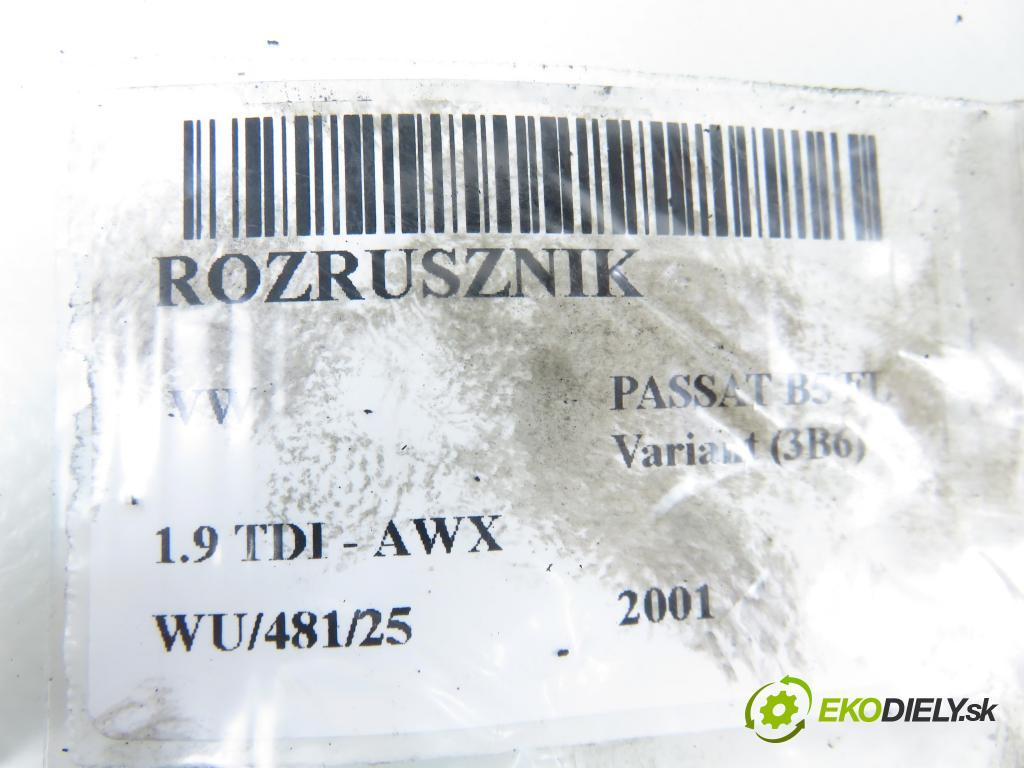 ROZRUSZNIK
VW PASSAT B5 FL
Variant (3B6)
1.9 TDI - AWX
WU/481/25 2001
EKODIELY.sk